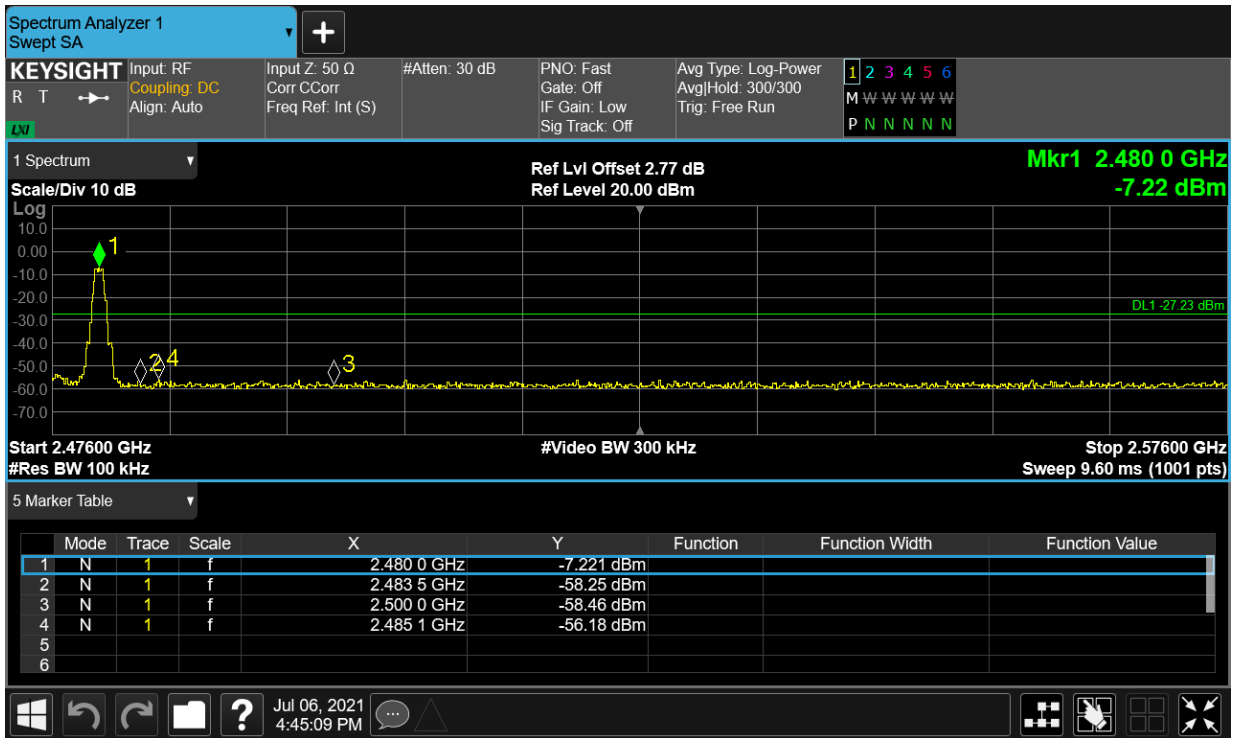 Spectrum Analyzer 1
Swept SA
+
KEYSIGHT
R T
LXI
Input: RF
Coupling: DC
Align: Auto
Input Z: 50 Ω
Corr CCorr
Freq Ref: Int (S)
#Atten: 30 dB
PNO: Fast
Gate: Off
IF Gain: Low
Sig Track: Off
Avg Type: Log-Power
Avg|Hold: 300/300
Trig: Free Run
1 2 3 4 5 6
M W W W W W
P N N N N N
1 Spectrum
Scale/Div 10 dB
Ref Lvl Offset 2.77 dB
Ref Level 20.00 dBm
Mkr1 2.480 0 GHz
-7.22 dBm
Log
10.0
0.00
-10.0
-20.0
-30.0
-40.0
-50.0
-60.0
-70.0
1
DL1 -27.23 dBm
2 4
3
Start 2.47600 GHz
#Res BW 100 kHz
#Video BW 300 kHz
Stop 2.57600 GHz
Sweep 9.60 ms (1001 pts)
5 Marker Table
Mode Trace Scale X Y Function Function Width Function Value
1 N 1 f 2.480 0 GHz -7.221 dBm
2 N 1 f 2.483 5 GHz -58.25 dBm
3 N 1 f 2.500 0 GHz -58.46 dBm
4 N 1 f 2.485 1 GHz -56.18 dBm
5
6
?
Jul 06, 2021
4:45:09 PM